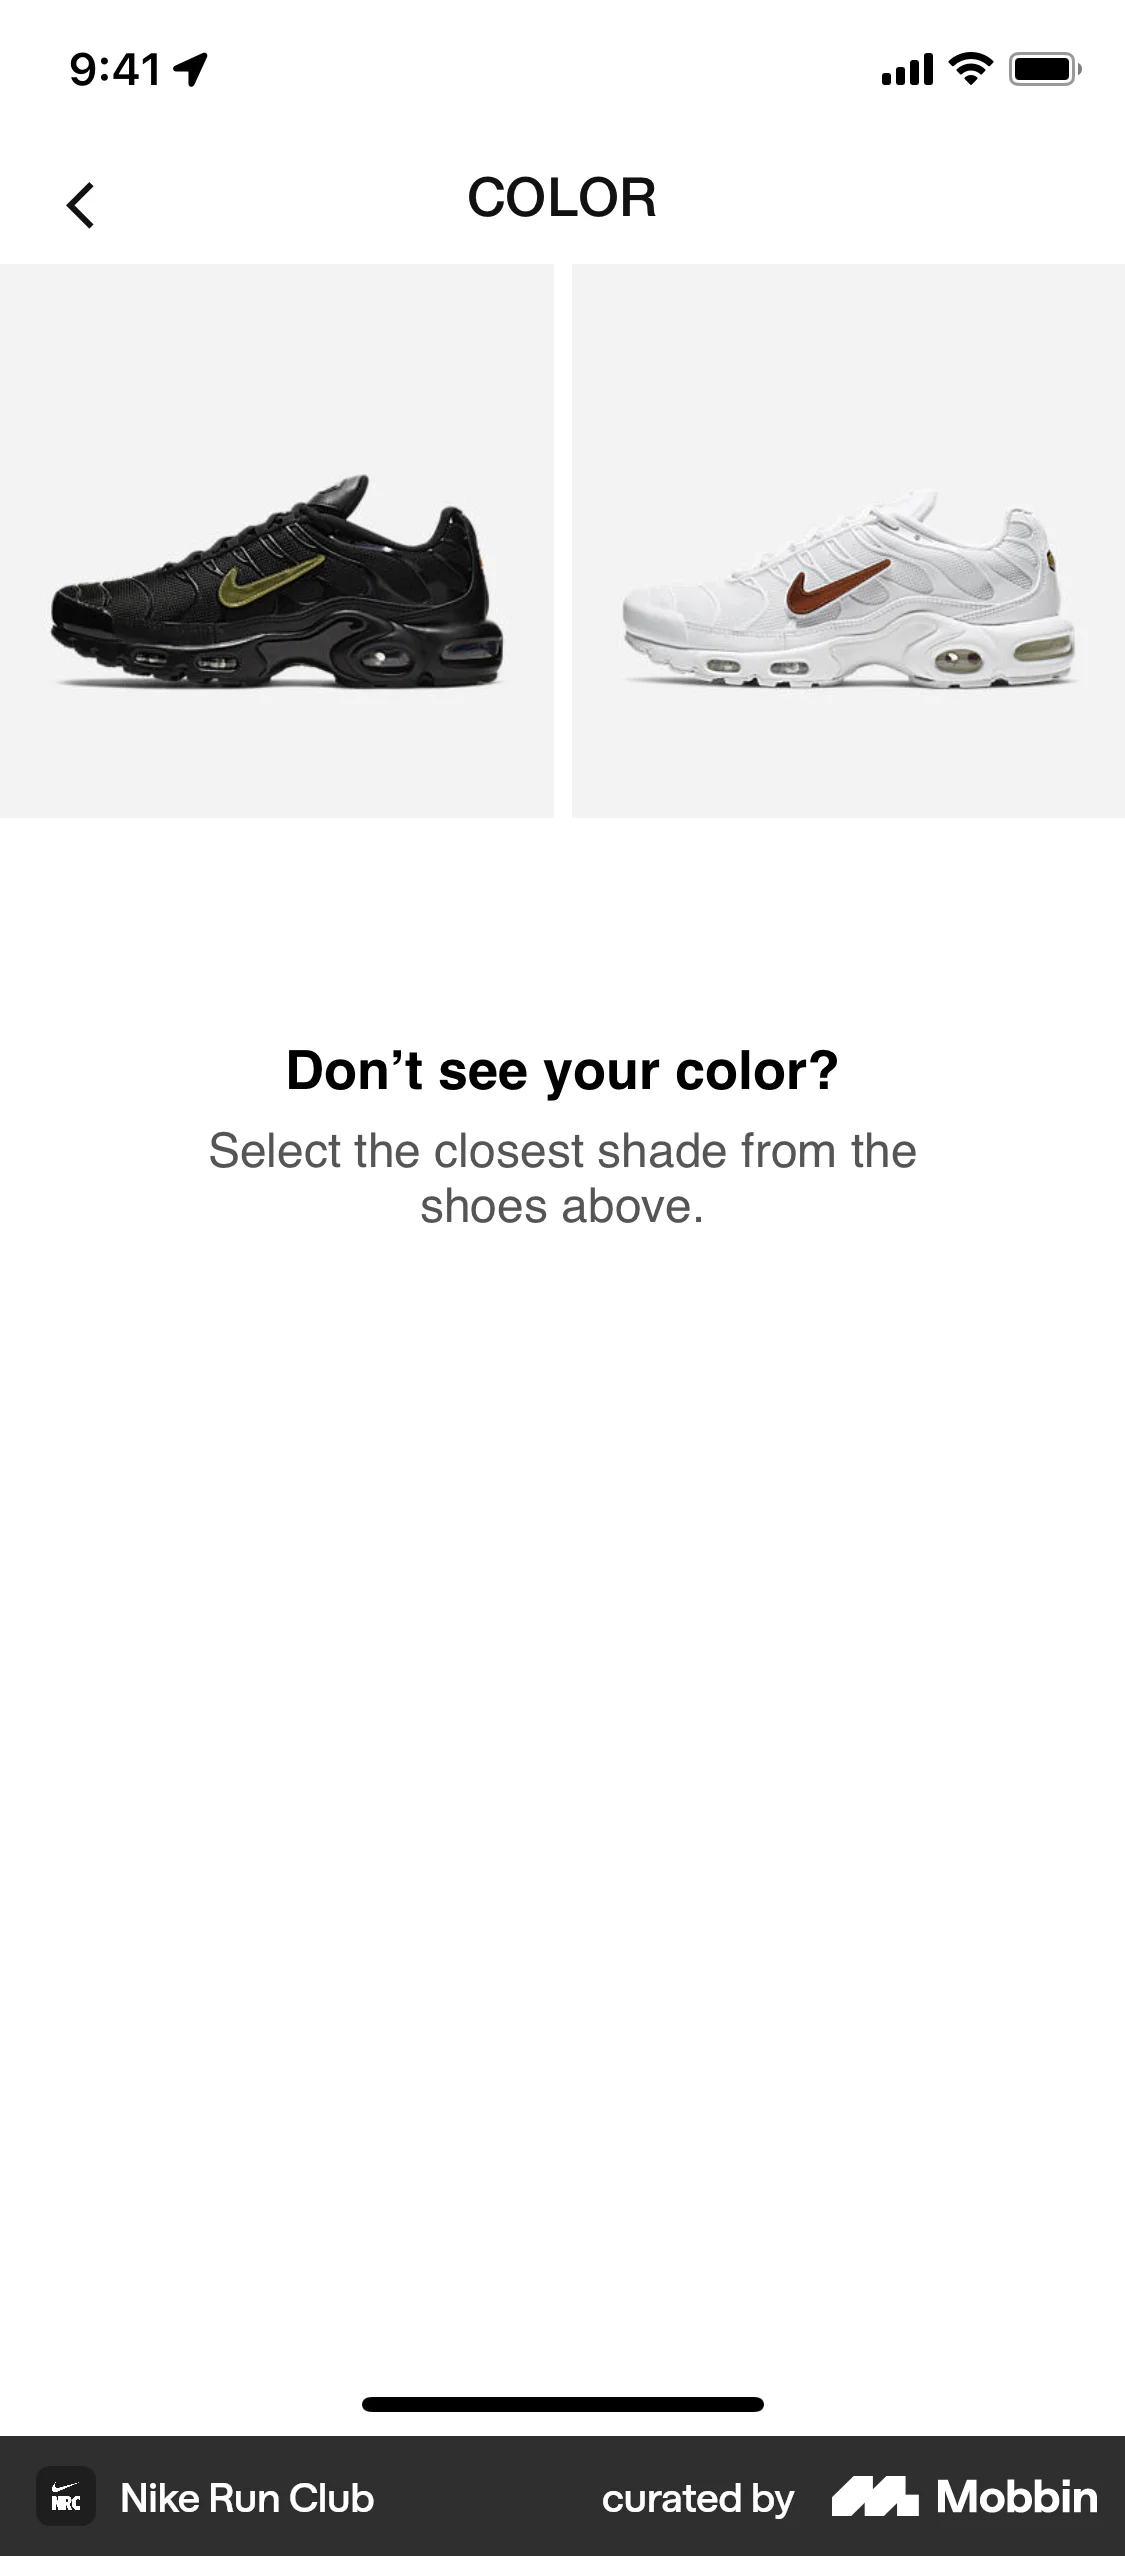 9:41
COLOR
Don’t see your color?
Select the closest shade from the
shoes above.
NRC
Nike Run Club
curated by
Mobbin